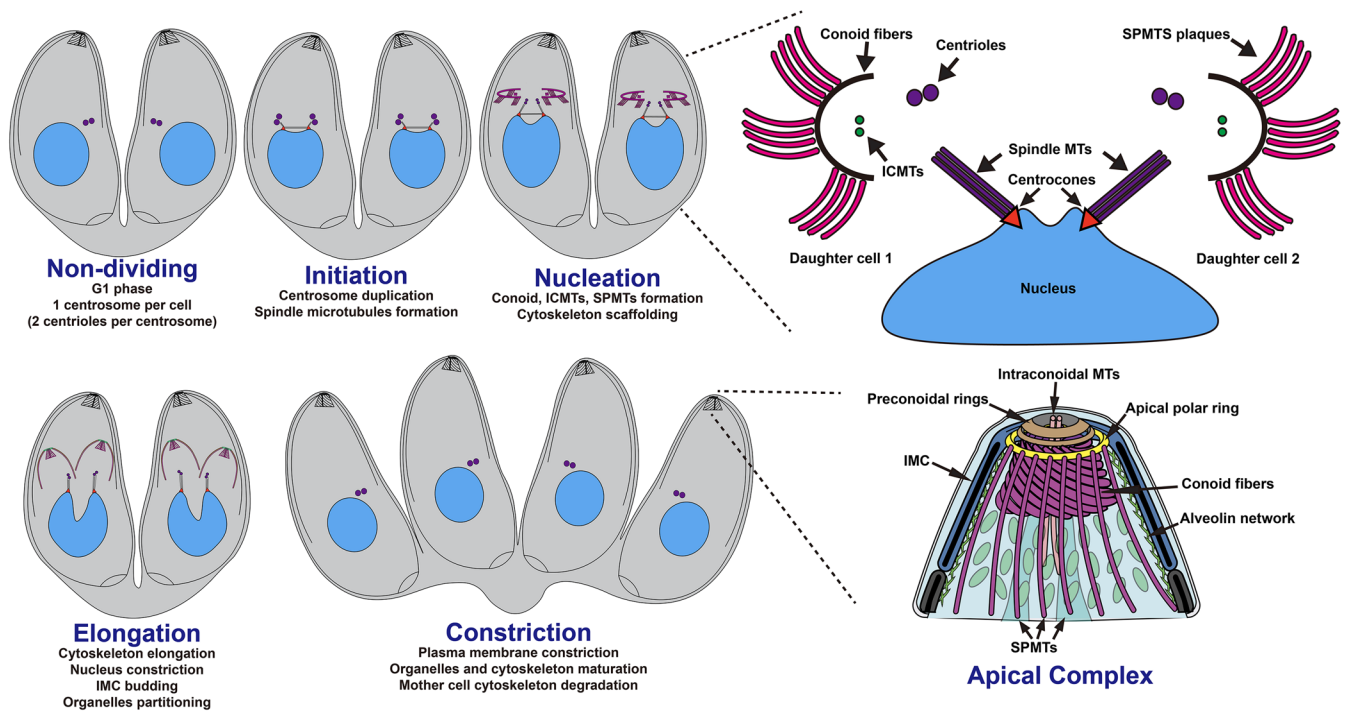 Non-dividing
G1 phase
1 centrosome per cell
(2 centrioles per centrosome)
Initiation
Centrosome duplication
Spindle microtubules formation
Nucleation
Conoid, ICMTs, SPMTs formation
Cytoskeleton scaffolding
Conoid fibers
Centrioles
SPMTS plaques
ICMTs
Spindle MTs
Centrocones
Daughter cell 1
Daughter cell 2
Nucleus
Elongation
Cytoskeleton elongation
Nucleus constriction
IMC budding
Organelles partitioning
Constriction
Plasma membrane constriction
Organelles and cytoskeleton maturation
Mother cell cytoskeleton degradation
Intraconoidal MTs
Preconoidal rings
Apical polar ring
IMC
Conoid fibers
Alveolin network
SPMTs
Apical Complex